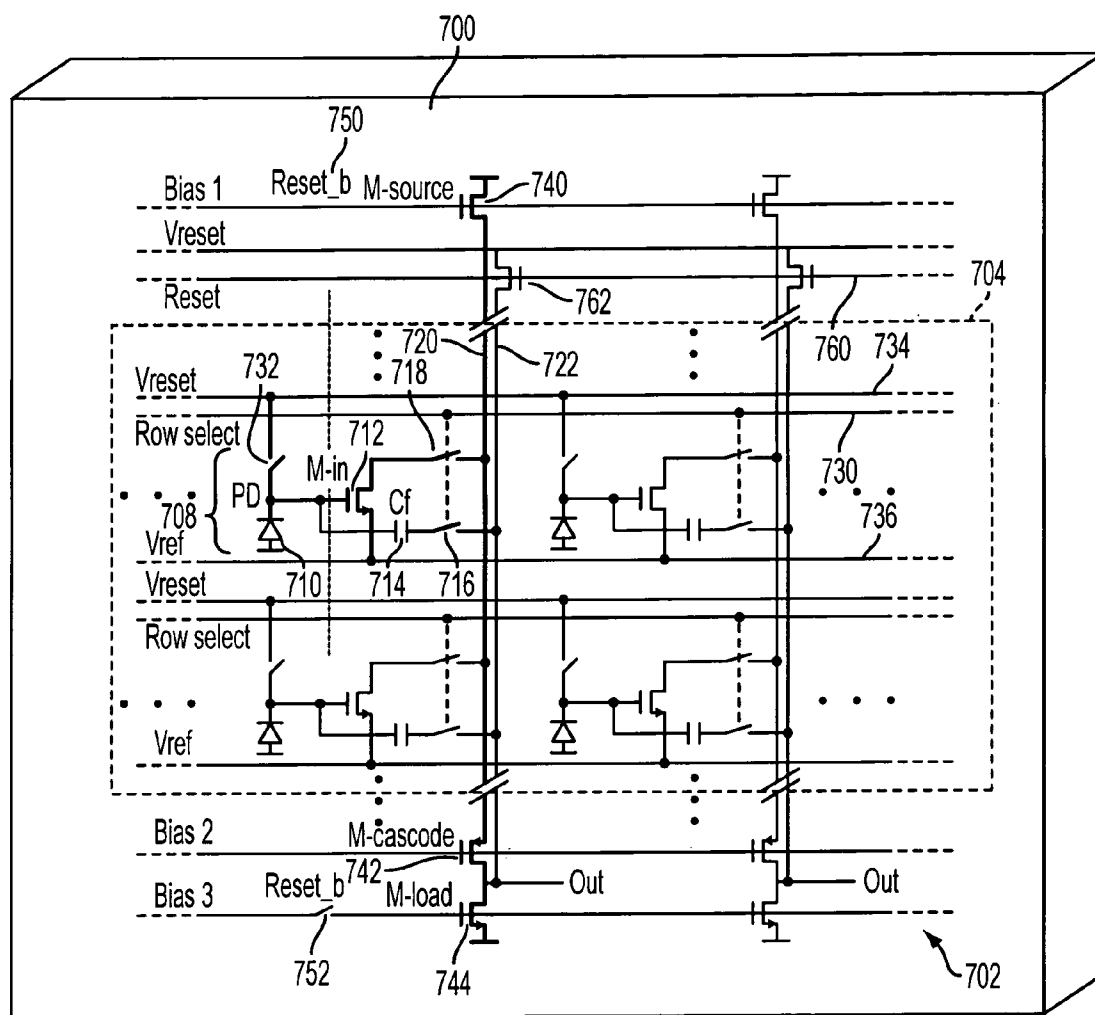 700
750
Reset_b
Bias 1
M-source
740
Vreset
Reset
762
704
760
720
722
734
732
718
Vreset
Row select
712
730
M-in
708
PD
Cf
736
Vref
710
714
716
Vreset
Row select
Vref
Bias 2
M-cascode
742
Out
Out
Reset_b
Bias 3
M-load
752
744
702